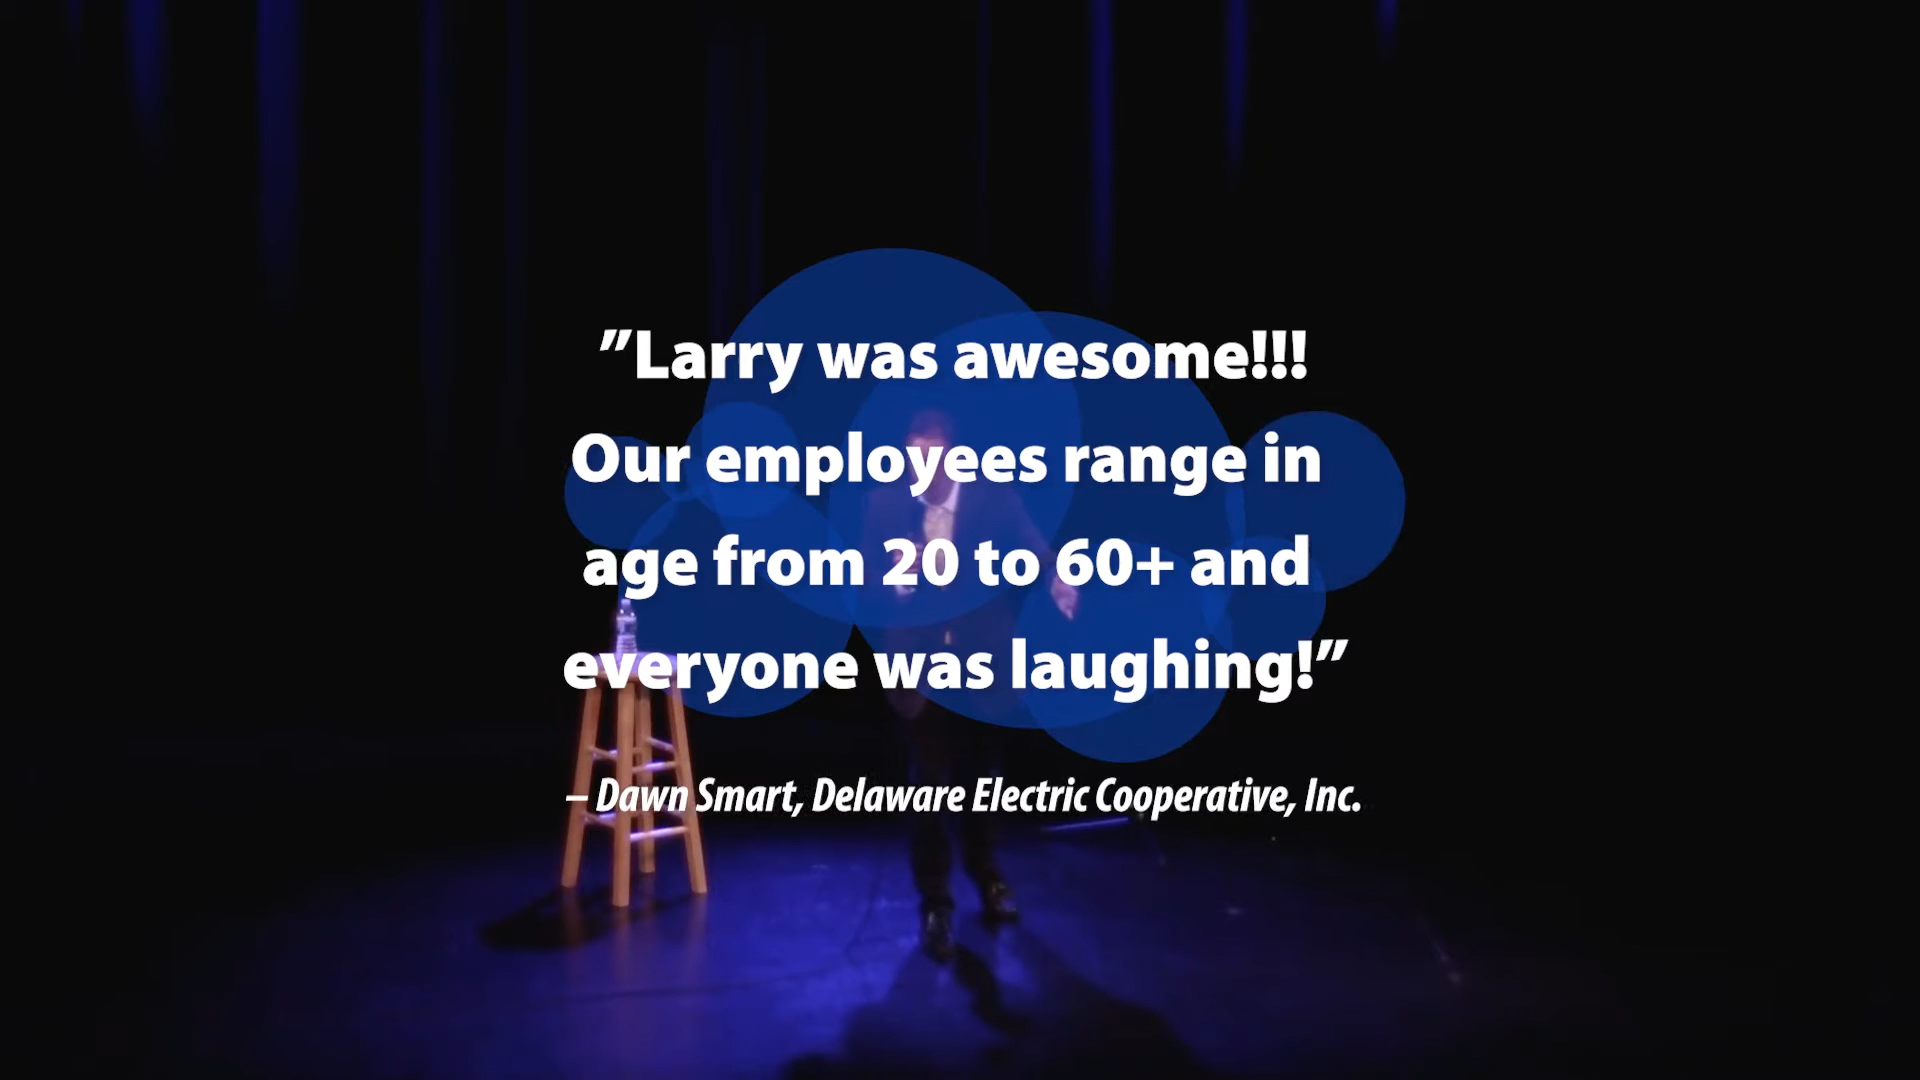 ”Larry was awesome!!!
Our employees range in
age from 20 to 60+ and
everyone was laughing!”
– Dawn Smart, Delaware Electric Cooperative, Inc.